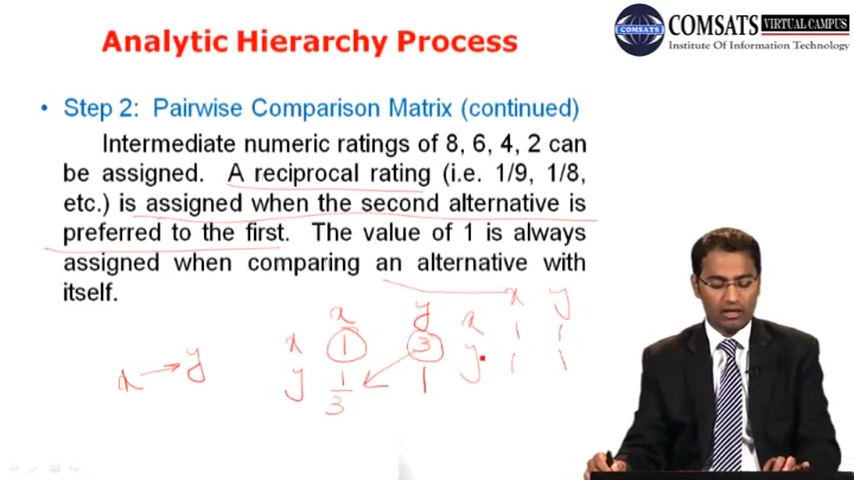 Analytic Hierarchy Process
COMSATS
COMSATS
VIRTUAL CAMPUS
Institute Of Information Technology
• Step 2: Pairwise Comparison Matrix (continued)
Intermediate numeric ratings of 8, 6, 4, 2 can
be assigned. A reciprocal rating (i.e. 1/9, 1/8,
etc.) is assigned when the second alternative is
preferred to the first. The value of 1 is always
assigned when comparing an alternative with
itself.
x → y
x y
x 1 3
y 1/3 1
x y
x 1 1
y 1 1